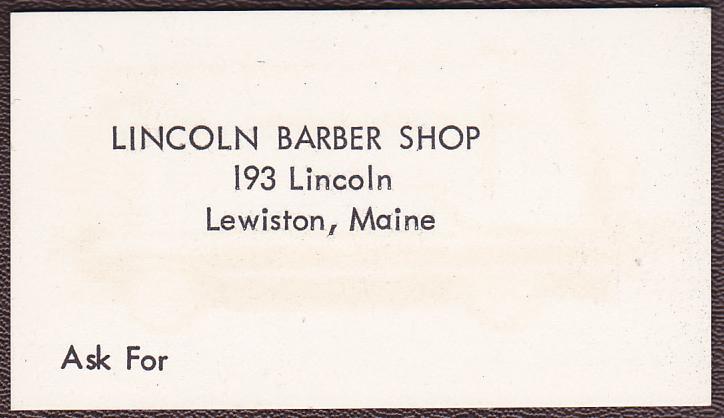 LINCOLN BARBER SHOP
193 Lincoln
Lewiston, Maine
Ask For